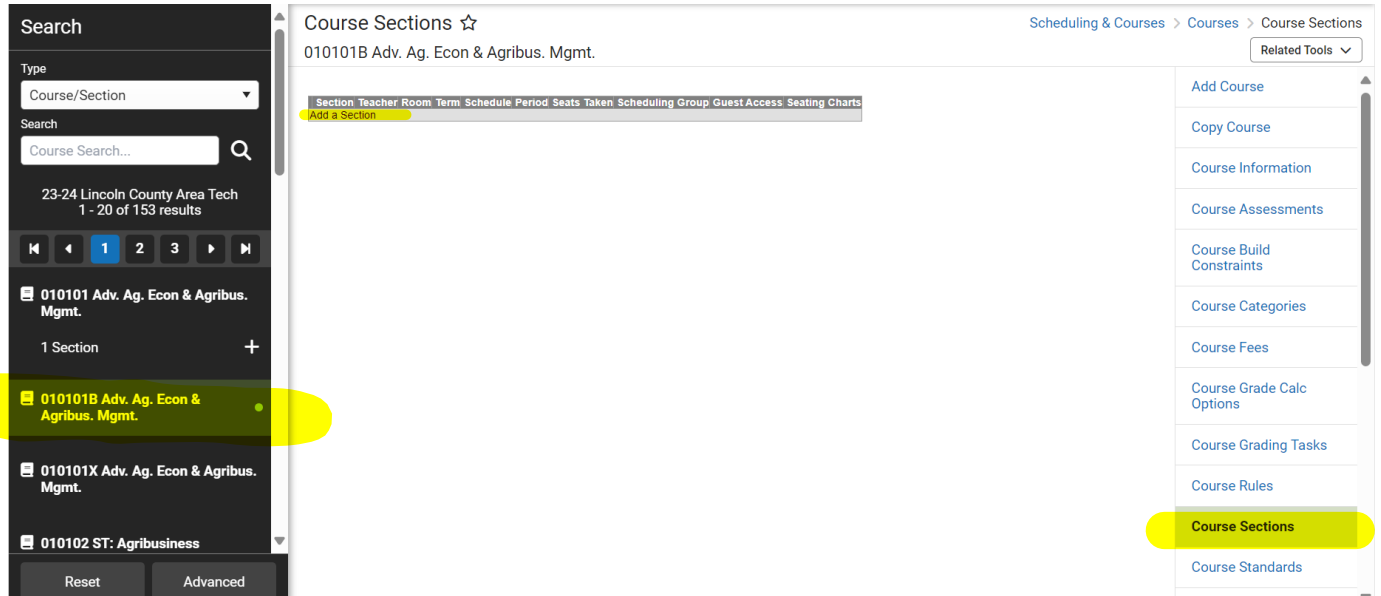 Search
Type
Course/Section
Search
Course Search...
23-24 Lincoln County Area Tech
1 - 20 of 153 results
1 2 3
010101 Adv. Ag. Econ & Agribus.
Mgmt.
1 Section
010101B Adv. Ag. Econ &
Agribus. Mgmt.
010101X Adv. Ag. Econ & Agribus.
Mgmt.
010102 ST: Agribusiness
Reset Advanced
Course Sections
010101B Adv. Ag. Econ & Agribus. Mgmt.
Scheduling & Courses > Courses > Course Sections
Related Tools
Section Teacher Room Term Schedule Period Seats Taken Scheduling Group Guest Access Seating Charts
Add a Section
Add Course
Copy Course
Course Information
Course Assessments
Course Build
Constraints
Course Categories
Course Fees
Course Grade Calc
Options
Course Grading Tasks
Course Rules
Course Sections
Course Standards